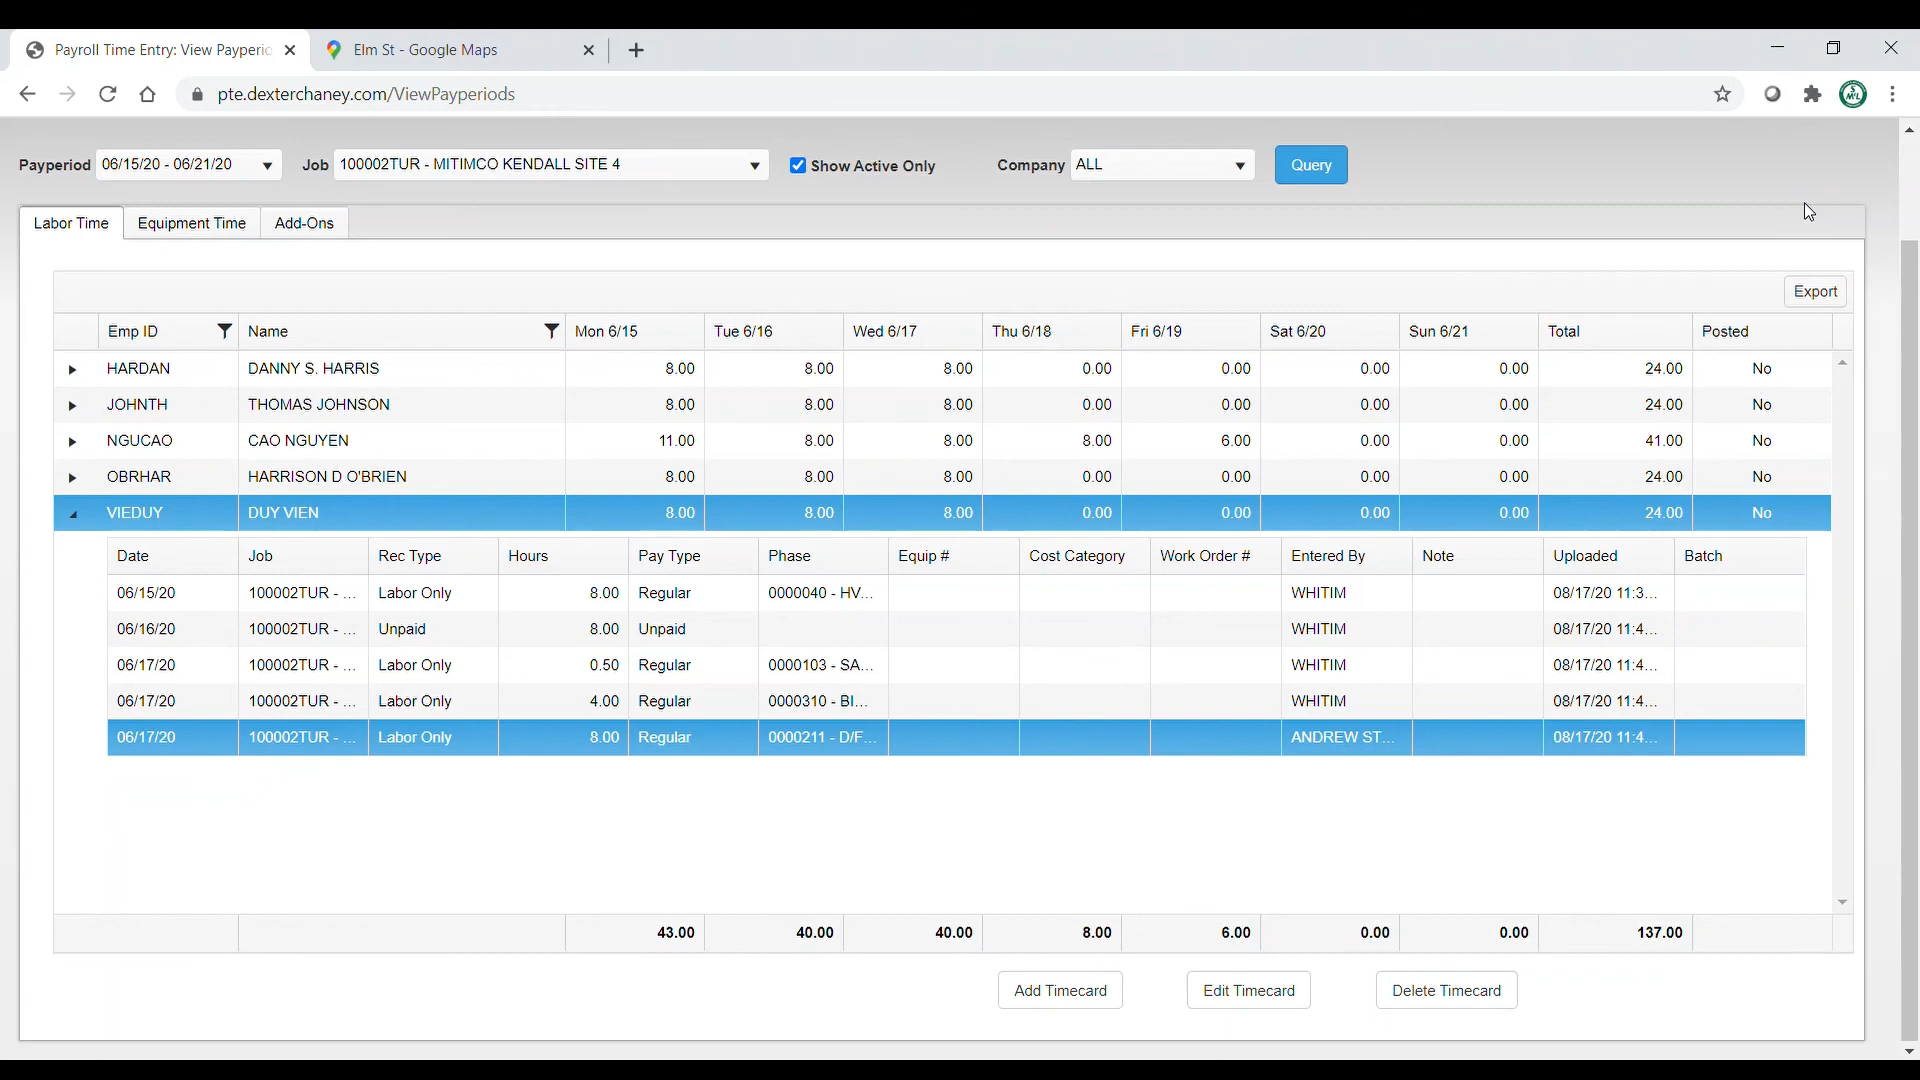 Payroll Time Entry: View Payperio
Elm St - Google Maps
pte.dexterchaney.com/ViewPayperiods
Payperiod 06/15/20 - 06/21/20 Job 100002TUR - MITIMCO KENDALL SITE 4 Show Active Only Company ALL Query
Labor Time Equipment Time Add-Ons
Export
Emp ID Name Mon 6/15 Tue 6/16 Wed 6/17 Thu 6/18 Fri 6/19 Sat 6/20 Sun 6/21 Total Posted
HARDAN DANNY S. HARRIS 8.00 8.00 8.00 0.00 0.00 0.00 0.00 24.00 No
JOHNTH THOMAS JOHNSON 8.00 8.00 8.00 0.00 0.00 0.00 0.00 24.00 No
NGUCAO CAO NGUYEN 11.00 8.00 8.00 8.00 6.00 0.00 0.00 41.00 No
OBRHAR HARRISON D O'BRIEN 8.00 8.00 8.00 0.00 0.00 0.00 0.00 24.00 No
VIEDUY DUY VIEN 8.00 8.00 8.00 0.00 0.00 0.00 0.00 24.00 No
Date Job Rec Type Hours Pay Type Phase Equip # Cost Category Work Order # Entered By Note Uploaded Batch
06/15/20 100002TUR - ... Labor Only 8.00 Regular 0000040 - HV... WHITIM 08/17/20 11:3...
06/16/20 100002TUR - ... Unpaid 8.00 Unpaid WHITIM 08/17/20 11:4...
06/17/20 100002TUR - ... Labor Only 0.50 Regular 0000103 - SA... WHITIM 08/17/20 11:4...
06/17/20 100002TUR - ... Labor Only 4.00 Regular 0000310 - BI... WHITIM 08/17/20 11:4...
06/17/20 100002TUR - ... Labor Only 8.00 Regular 0000211 - D/F... ANDREW ST... 08/17/20 11:4...
43.00 40.00 40.00 8.00 6.00 0.00 0.00 137.00
Add Timecard Edit Timecard Delete Timecard